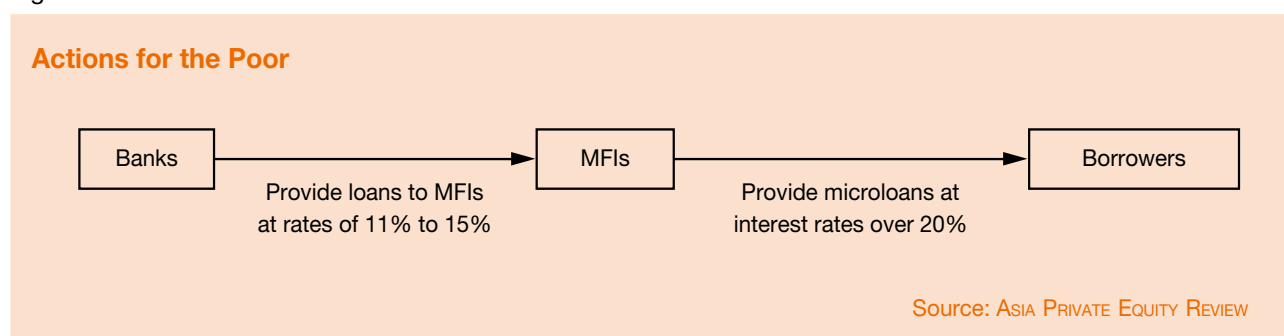 Actions for the Poor
Banks
MFIs
Borrowers
Provide loans to MFIs
at rates of 11% to 15%
Provide microloans at
interest rates over 20%
Source: Asia Private Equity Review